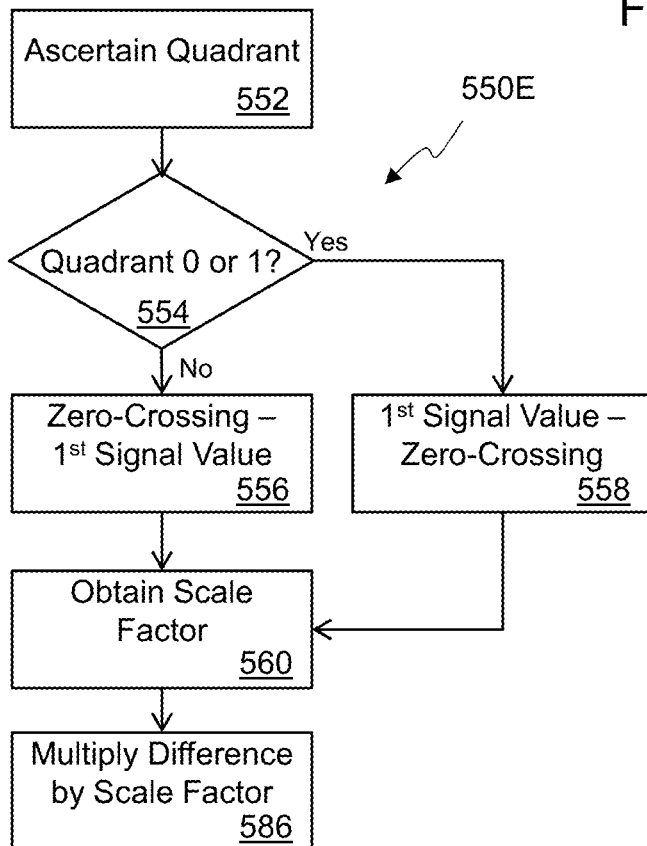 F
Ascertain Quadrant
552
550E
Quadrant 0 or 1?
554
Yes
No
Zero-Crossing –
1st Signal Value
556
1st Signal Value –
Zero-Crossing
558
Obtain Scale
Factor
560
Multiply Difference
by Scale Factor
586